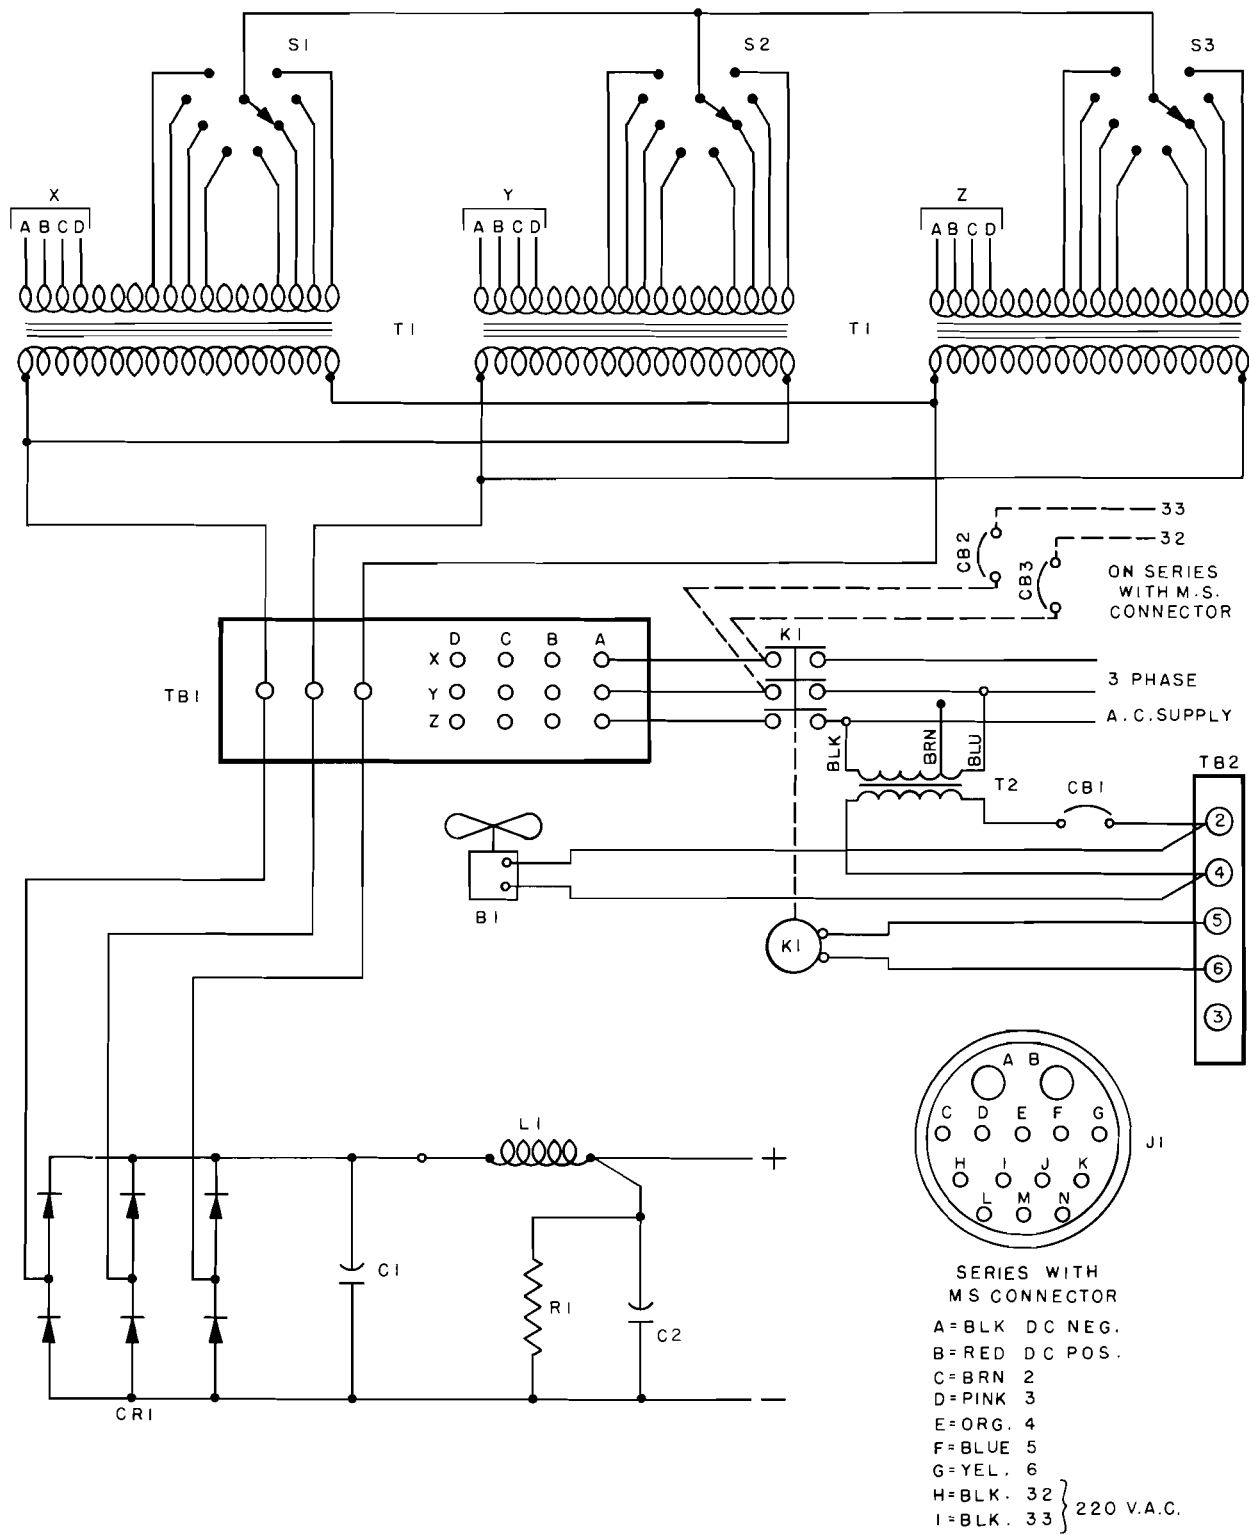 S1
S2
S3
X
A B C D
Y
A B C D
Z
A B C D
T1
T1
33
32
CB2
CB3
ON SERIES
WITH M.S.
CONNECTOR
TB1
D C B A
X
Y
Z
K1
3 PHASE
A.C. SUPPLY
BLK
BRN
BLU
T2
CB1
TB2
2
4
5
6
3
B1
K1
A B
C D E F G
H I J K
L M N
J1
L1
C1
R1
C2
+
−
CR1
SERIES WITH
MS CONNECTOR
A=BLK DC NEG.
B=RED DC POS.
C=BRN 2
D=PINK 3
E=ORG. 4
F=BLUE 5
G=YEL. 6
H=BLK. 32
I=BLK. 33
220 V.A.C.